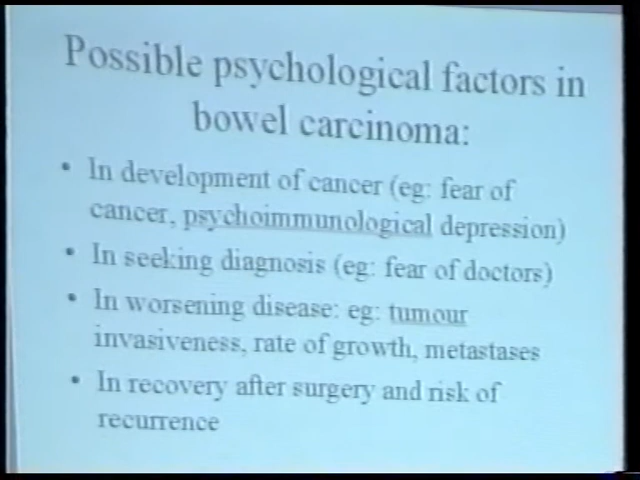 Possible psychological factors in
bowel carcinoma:
• In development of cancer (eg: fear of
cancer, psychoimmunological depression)
• In seeking diagnosis (eg: fear of doctors)
• In worsening disease: eg: tumour
invasiveness, rate of growth, metastases
• In recovery after surgery and risk of
recurrence